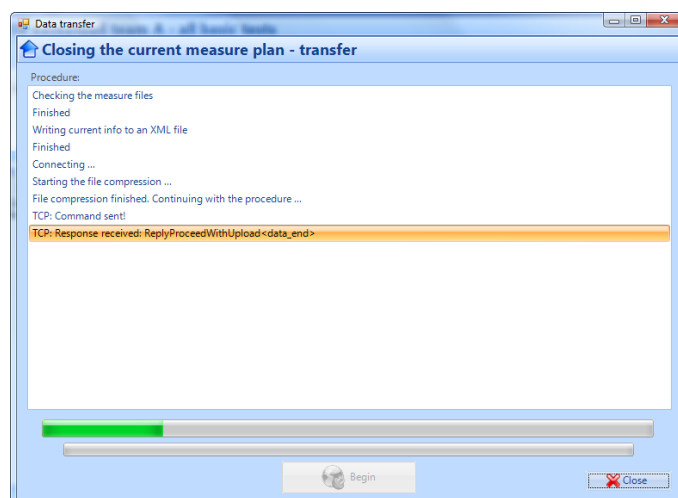 Data transfer
Closing the current measure plan - transfer
Procedure:
Checking the measure files
Finished
Writing current info to an XML file
Finished
Connecting ...
Starting the file compression ...
File compression finished. Continuing with the procedure ...
TCP: Command sent!
TCP: Response received: ReplyProceedWithUpload<data_end>
Begin
Close